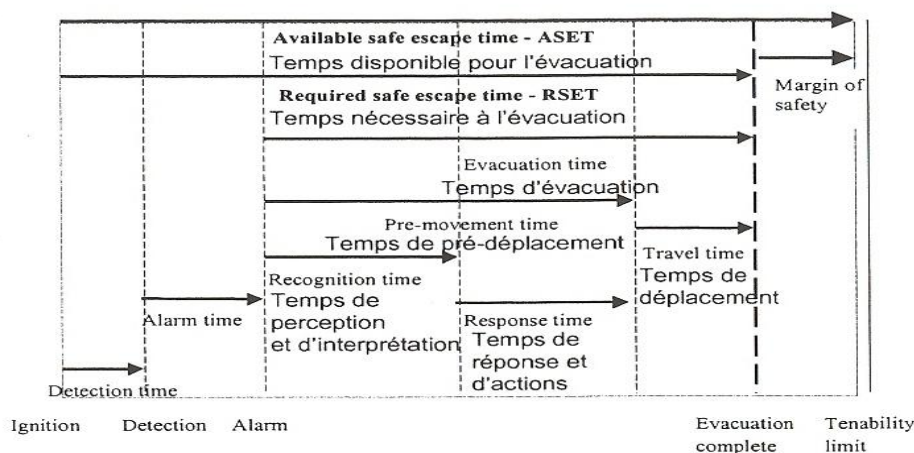 Available safe escape time - ASET
Temps disponible pour l'évacuation
Margin of
safety
Required safe escape time - RSET
Temps nécessaire à l'évacuation
Evacuation time
Temps d'évacuation
Pre-movement time
Temps de pré-déplacement
Travel time
Temps de
déplacement
Recognition time
Temps de
perception
et d'interprétation
Alarm time
Response time
Temps de
réponse et
d'actions
Detection time
Ignition
Detection
Alarm
Evacuation
complete
Tenability
limit